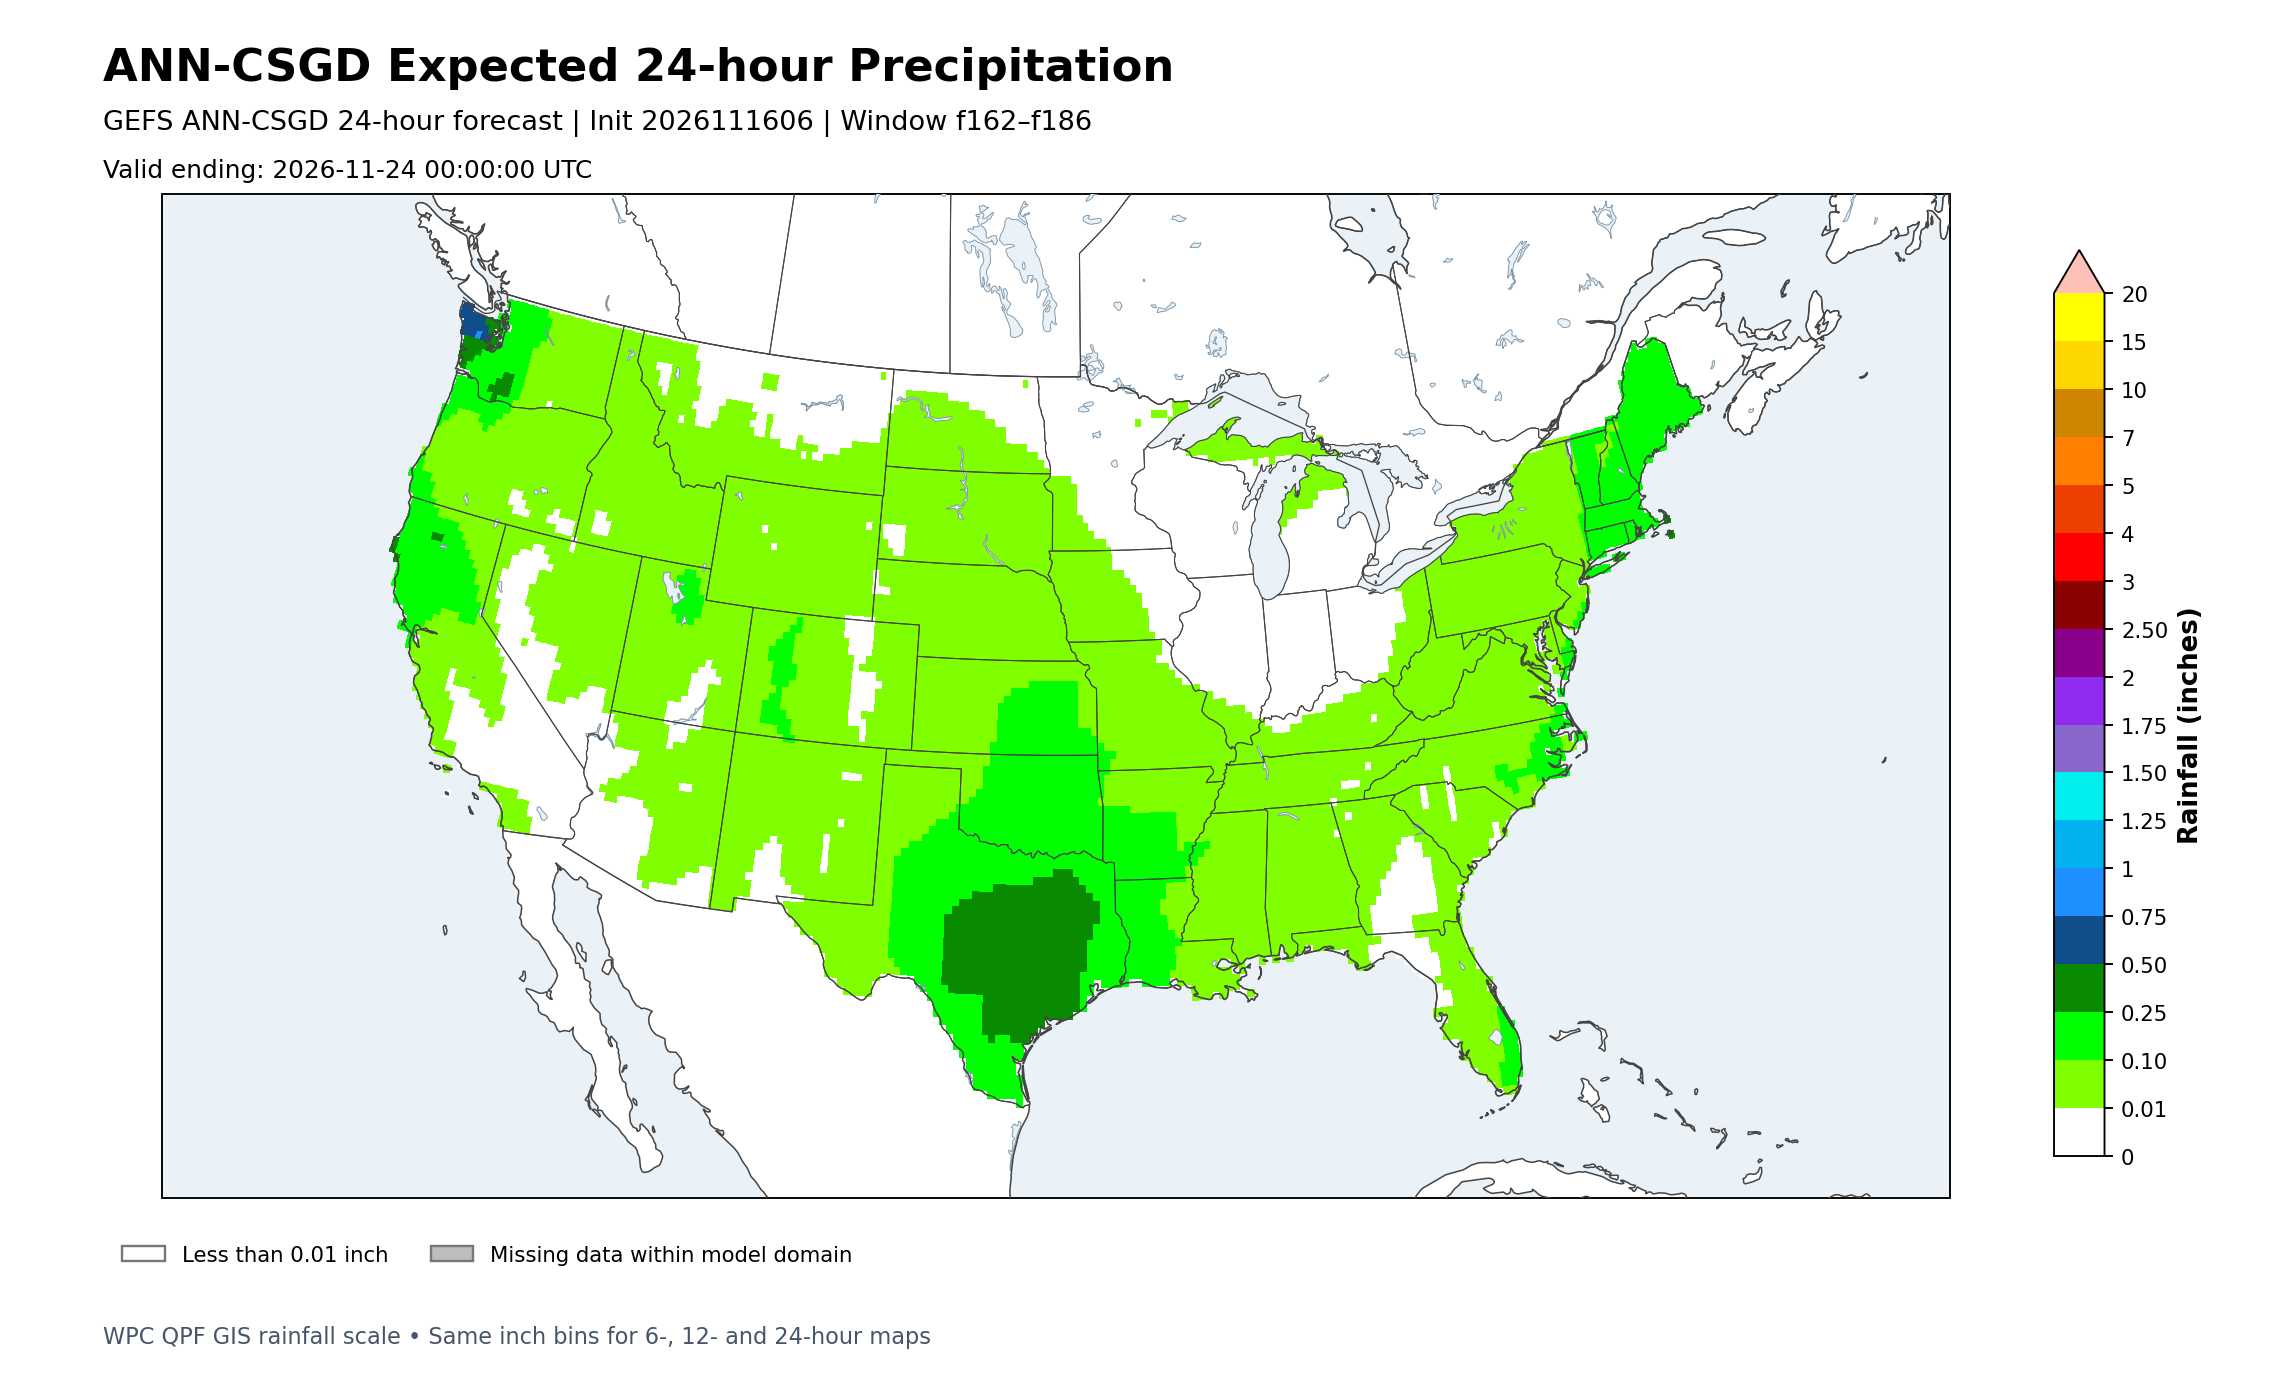 ANN-CSGD Expected 24-hour Precipitation
GEFS ANN-CSGD 24-hour forecast | Init 2026111606 | Window f162–f186
Valid ending: 2026-11-24 00:00:00 UTC
20
15
10
7
5
4
3
2.50
2
1.75
1.50
1.25
1
0.75
0.50
0.25
0.10
0.01
0
Rainfall (inches)
Less than 0.01 inch
Missing data within model domain
WPC QPF GIS rainfall scale • Same inch bins for 6-, 12- and 24-hour maps